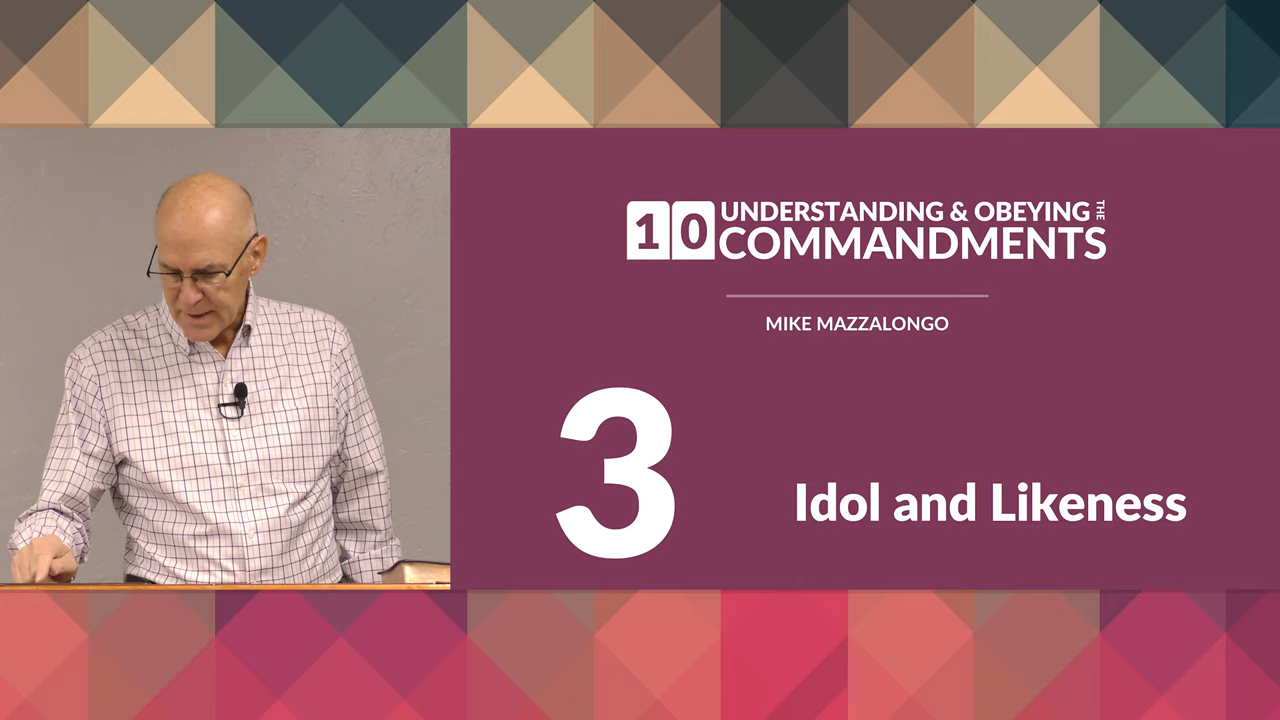 10 UNDERSTANDING & OBEYING THE
COMMANDMENTS
MIKE MAZZALONGO
3
Idol and Likeness